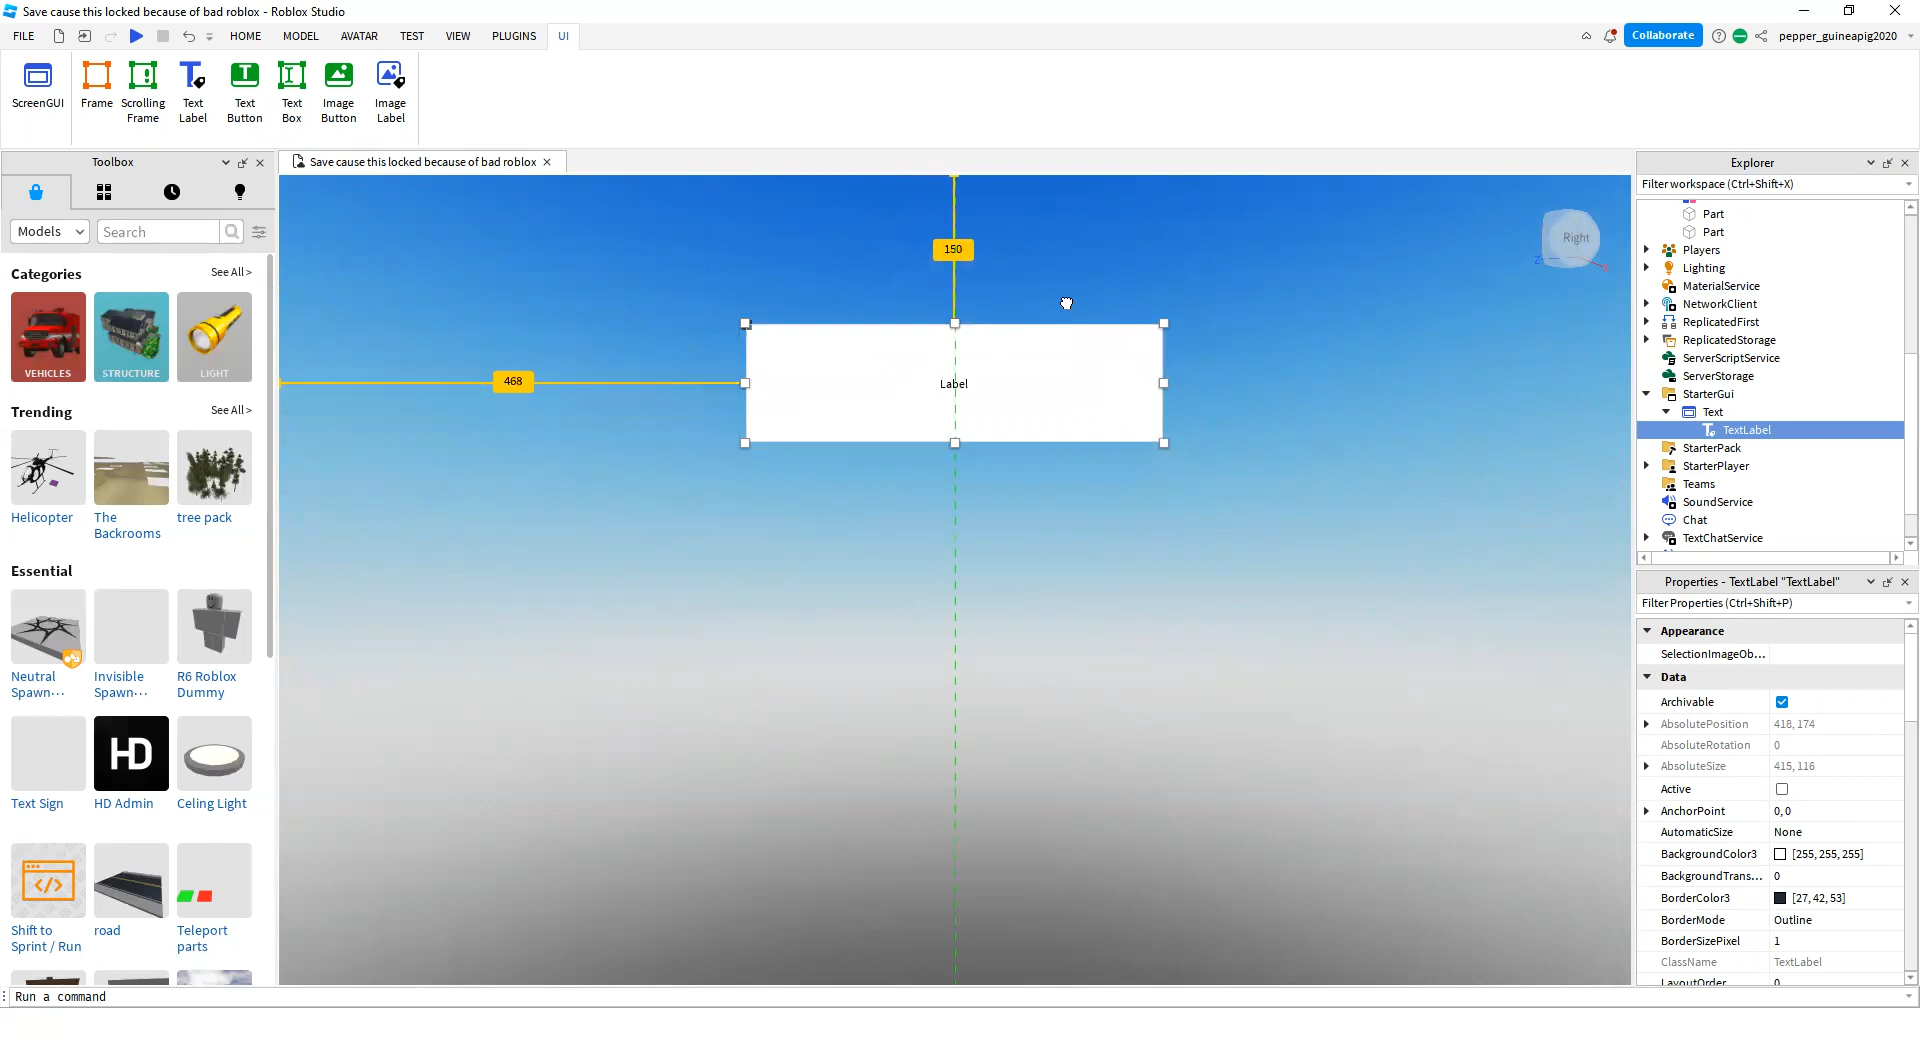 Save cause this locked because of bad roblox - Roblox Studio
FILE HOME MODEL AVATAR TEST VIEW PLUGINS UI Collaborate pepper_guineapig2020
ScreenGUI Frame Scrolling Frame Text Label Text Button Text Box Image Button Image Label
Toolbox
Save cause this locked because of bad roblox
Models Search
Categories See All >
VEHICLES STRUCTURE LIGHT
Trending See All >
Helicopter The Backrooms tree pack
Essential
Neutral Spawn... Invisible Spawn... R6 Roblox Dummy
HD
Text Sign HD Admin Celing Light
Shift to Sprint / Run road Teleport parts
150
468
Label
Right
Z
Explorer
Filter workspace (Ctrl+Shift+X)
Part
Part
Players
Lighting
MaterialService
NetworkClient
ReplicatedFirst
ReplicatedStorage
ServerScriptService
ServerStorage
StarterGui
Text
TextLabel
StarterPack
StarterPlayer
Teams
SoundService
Chat
TextChatService
Properties - TextLabel "TextLabel"
Filter Properties (Ctrl+Shift+P)
Appearance
SelectionImageOb...
Data
Archivable
AbsolutePosition 418, 174
AbsoluteRotation 0
AbsoluteSize 415, 116
Active
AnchorPoint 0, 0
AutomaticSize None
BackgroundColor3 [255, 255, 255]
BackgroundTrans... 0
BorderColor3 [27, 42, 53]
BorderMode Outline
BorderSizePixel 1
ClassName TextLabel
LayoutOrder 0
Run a command